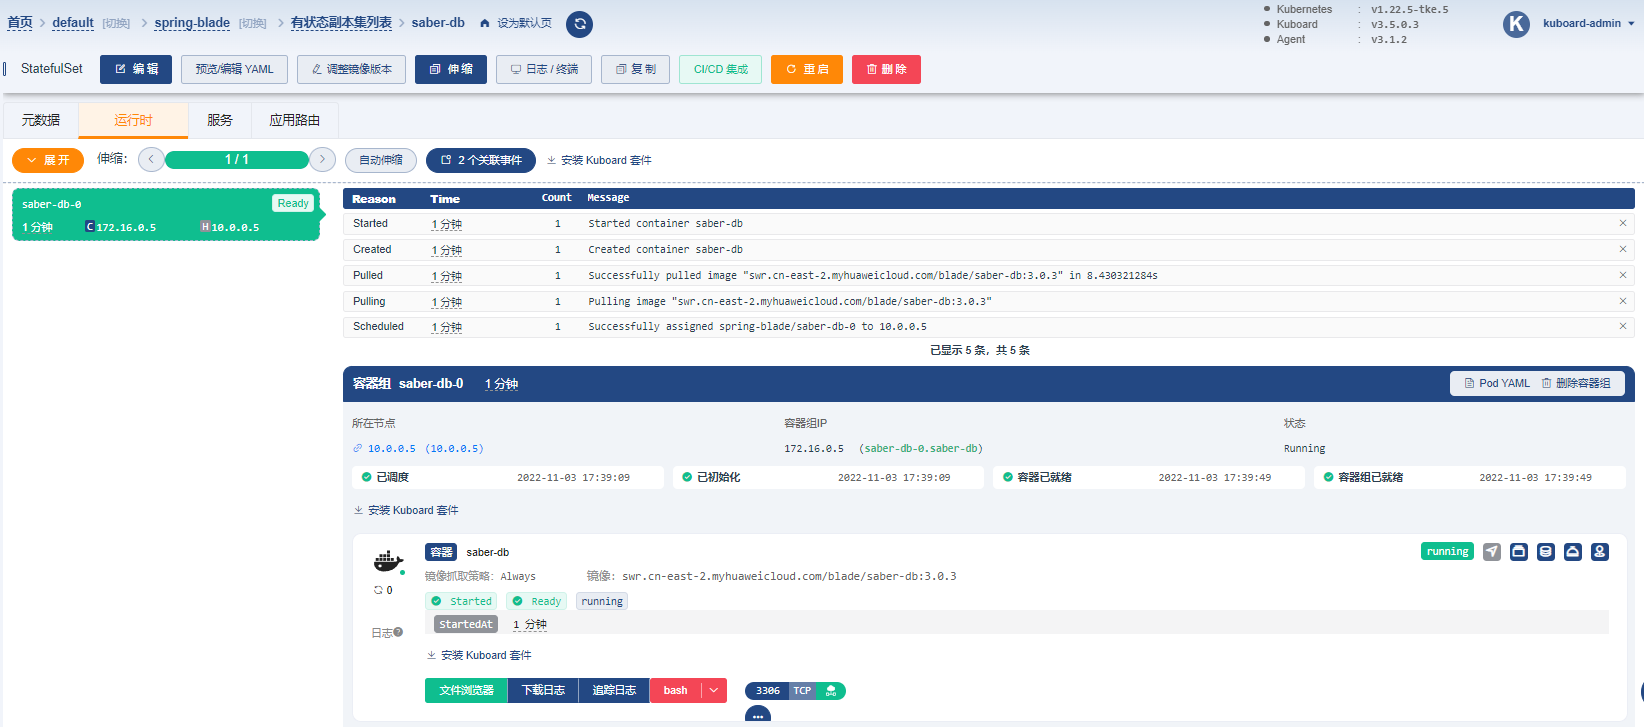 首页 > default [切换] > spring-blade [切换] > 有状态副本集列表 > saber-db 设为默认页
Kubernetes : v1.22.5-tke.5
Kuboard : v3.5.0.3
Agent : v3.1.2
K kuboard-admin
StatefulSet 编辑 预览/编辑 YAML 调整镜像版本 伸缩 日志 / 终端 复制 CI/CD 集成 重启 删除
元数据 运行时 服务 应用路由
展开 伸缩： 1 / 1 自动伸缩 2 个关联事件 安装 Kuboard 套件
saber-db-0 Ready
1 分钟 C 172.16.0.5 H 10.0.0.5
Reason Time Count Message
Started 1 分钟 1 Started container saber-db
Created 1 分钟 1 Created container saber-db
Pulled 1 分钟 1 Successfully pulled image "swr.cn-east-2.myhuaweicloud.com/blade/saber-db:3.0.3" in 8.430321284s
Pulling 1 分钟 1 Pulling image "swr.cn-east-2.myhuaweicloud.com/blade/saber-db:3.0.3"
Scheduled 1 分钟 1 Successfully assigned spring-blade/saber-db-0 to 10.0.0.5
已显示 5 条，共 5 条
容器组 saber-db-0 1 分钟 Pod YAML 删除容器组
所在节点 容器组IP 状态
10.0.0.5 (10.0.0.5) 172.16.0.5 (saber-db-0.saber-db) Running
已调度 2022-11-03 17:39:09 已初始化 2022-11-03 17:39:09 容器已就绪 2022-11-03 17:39:49 容器组已就绪 2022-11-03 17:39:49
安装 Kuboard 套件
容器 saber-db running
镜像抓取策略: Always 镜像: swr.cn-east-2.myhuaweicloud.com/blade/saber-db:3.0.3
0
Started Ready running
StartedAt 1 分钟
日志
安装 Kuboard 套件
文件浏览器 下载日志 追踪日志 bash 3306 TCP